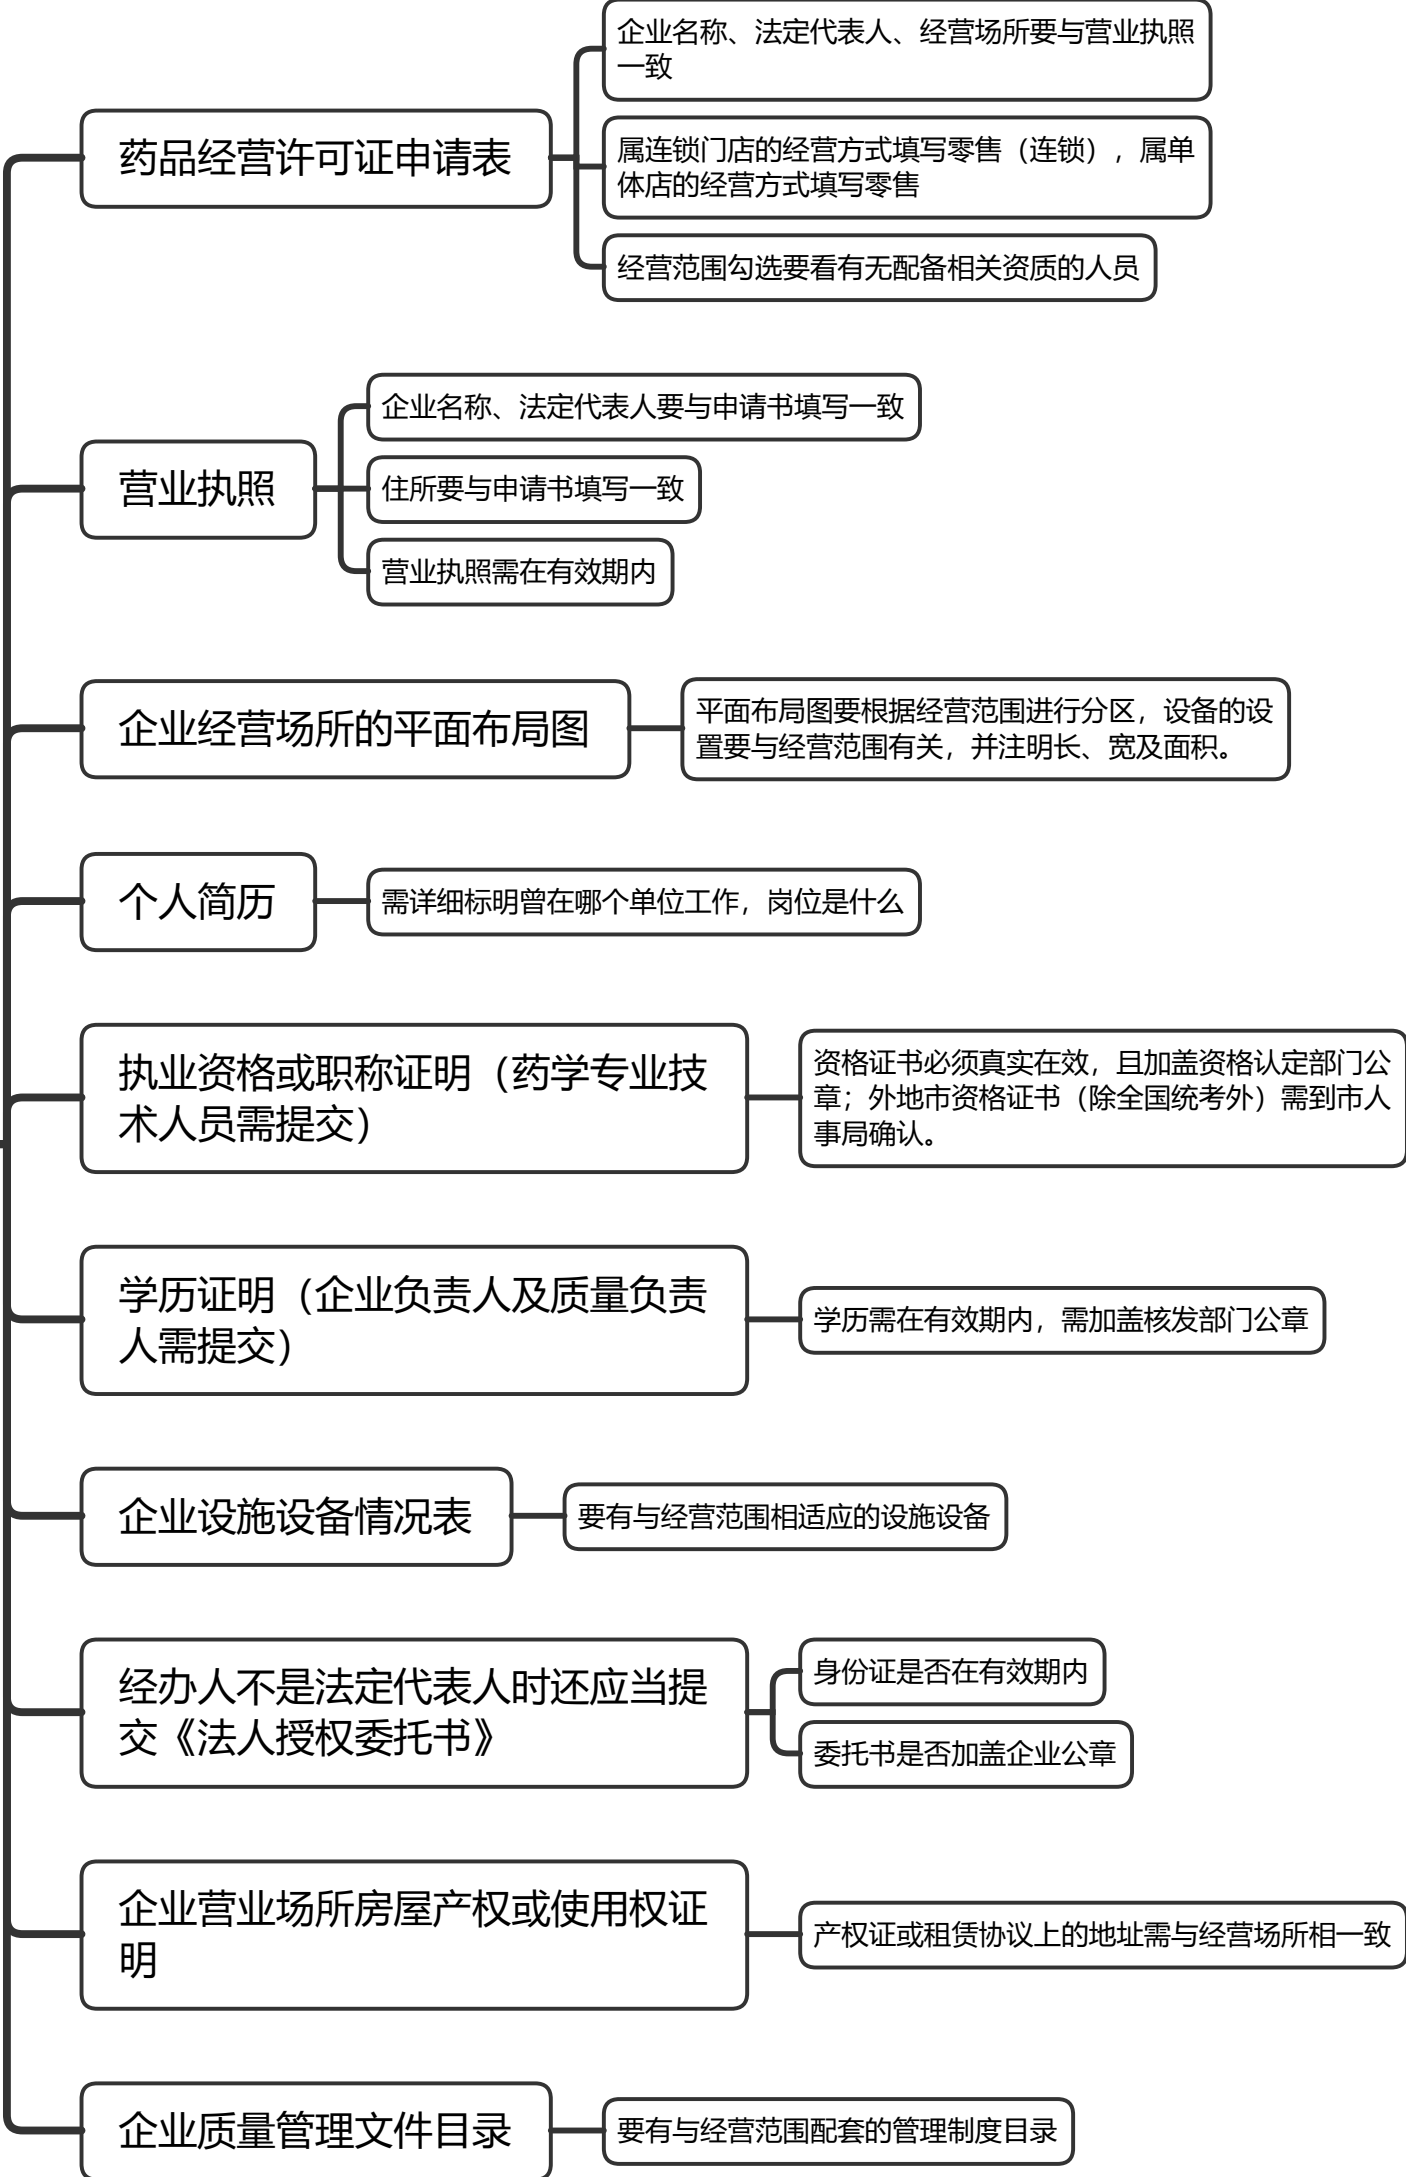 药品经营许可证申请表
企业名称、法定代表人、经营场所要与营业执照
一致
属连锁门店的经营方式填写零售（连锁），属单
体店的经营方式填写零售
经营范围勾选要看有无配备相关资质的人员
营业执照
企业名称、法定代表人要与申请书填写一致
住所要与申请书填写一致
营业执照需在有效期内
企业经营场所的平面布局图
平面布局图要根据经营范围进行分区，设备的设
置要与经营范围有关，并注明长、宽及面积。
个人简历
需详细标明曾在哪个单位工作，岗位是什么
执业资格或职称证明（药学专业技
术人员需提交）
资格证书必须真实在效，且加盖资格认定部门公
章；外地市资格证书（除全国统考外）需到市人
事局确认。
学历证明（企业负责人及质量负责
人需提交）
学历需在有效期内，需加盖核发部门公章
企业设施设备情况表
要有与经营范围相适应的设施设备
经办人不是法定代表人时还应当提
交《法人授权委托书》
身份证是否在有效期内
委托书是否加盖企业公章
企业营业场所房屋产权或使用权证
明
产权证或租赁协议上的地址需与经营场所相一致
企业质量管理文件目录
要有与经营范围配套的管理制度目录